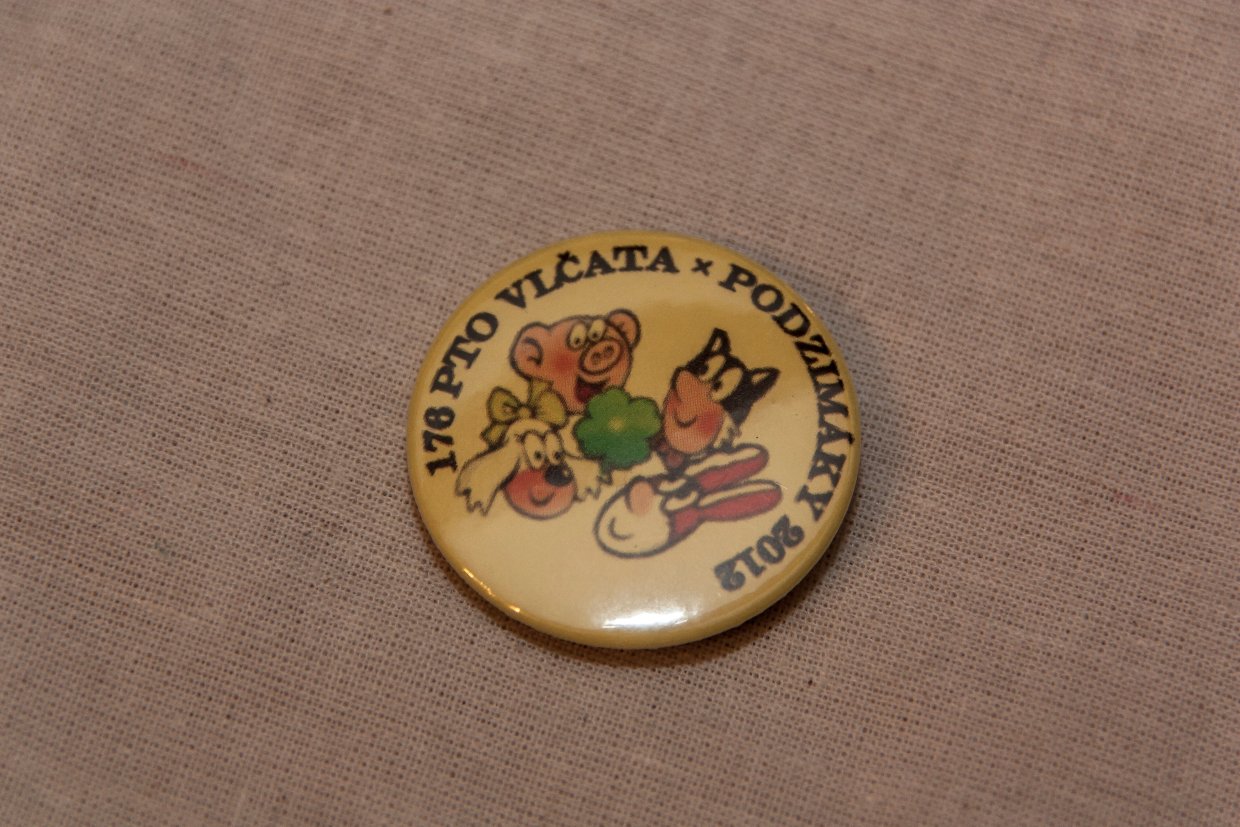 176 PTO VLČATA × PODZIMÁKY 2012